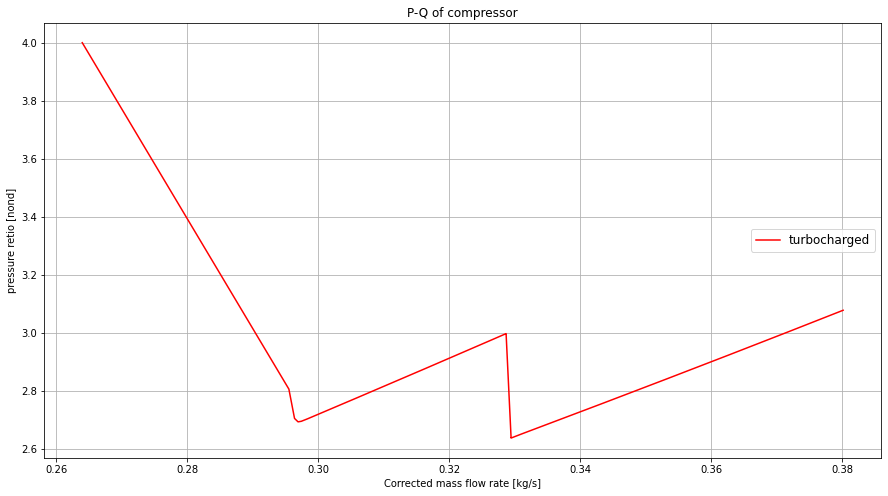 P-Q of compressor
4.0
3.8
3.6
3.4
3.2
3.0
2.8
2.6
pressure retio [nond]
turbocharged
0.26 0.28 0.30 0.32 0.34 0.36 0.38
Corrected mass flow rate [kg/s]